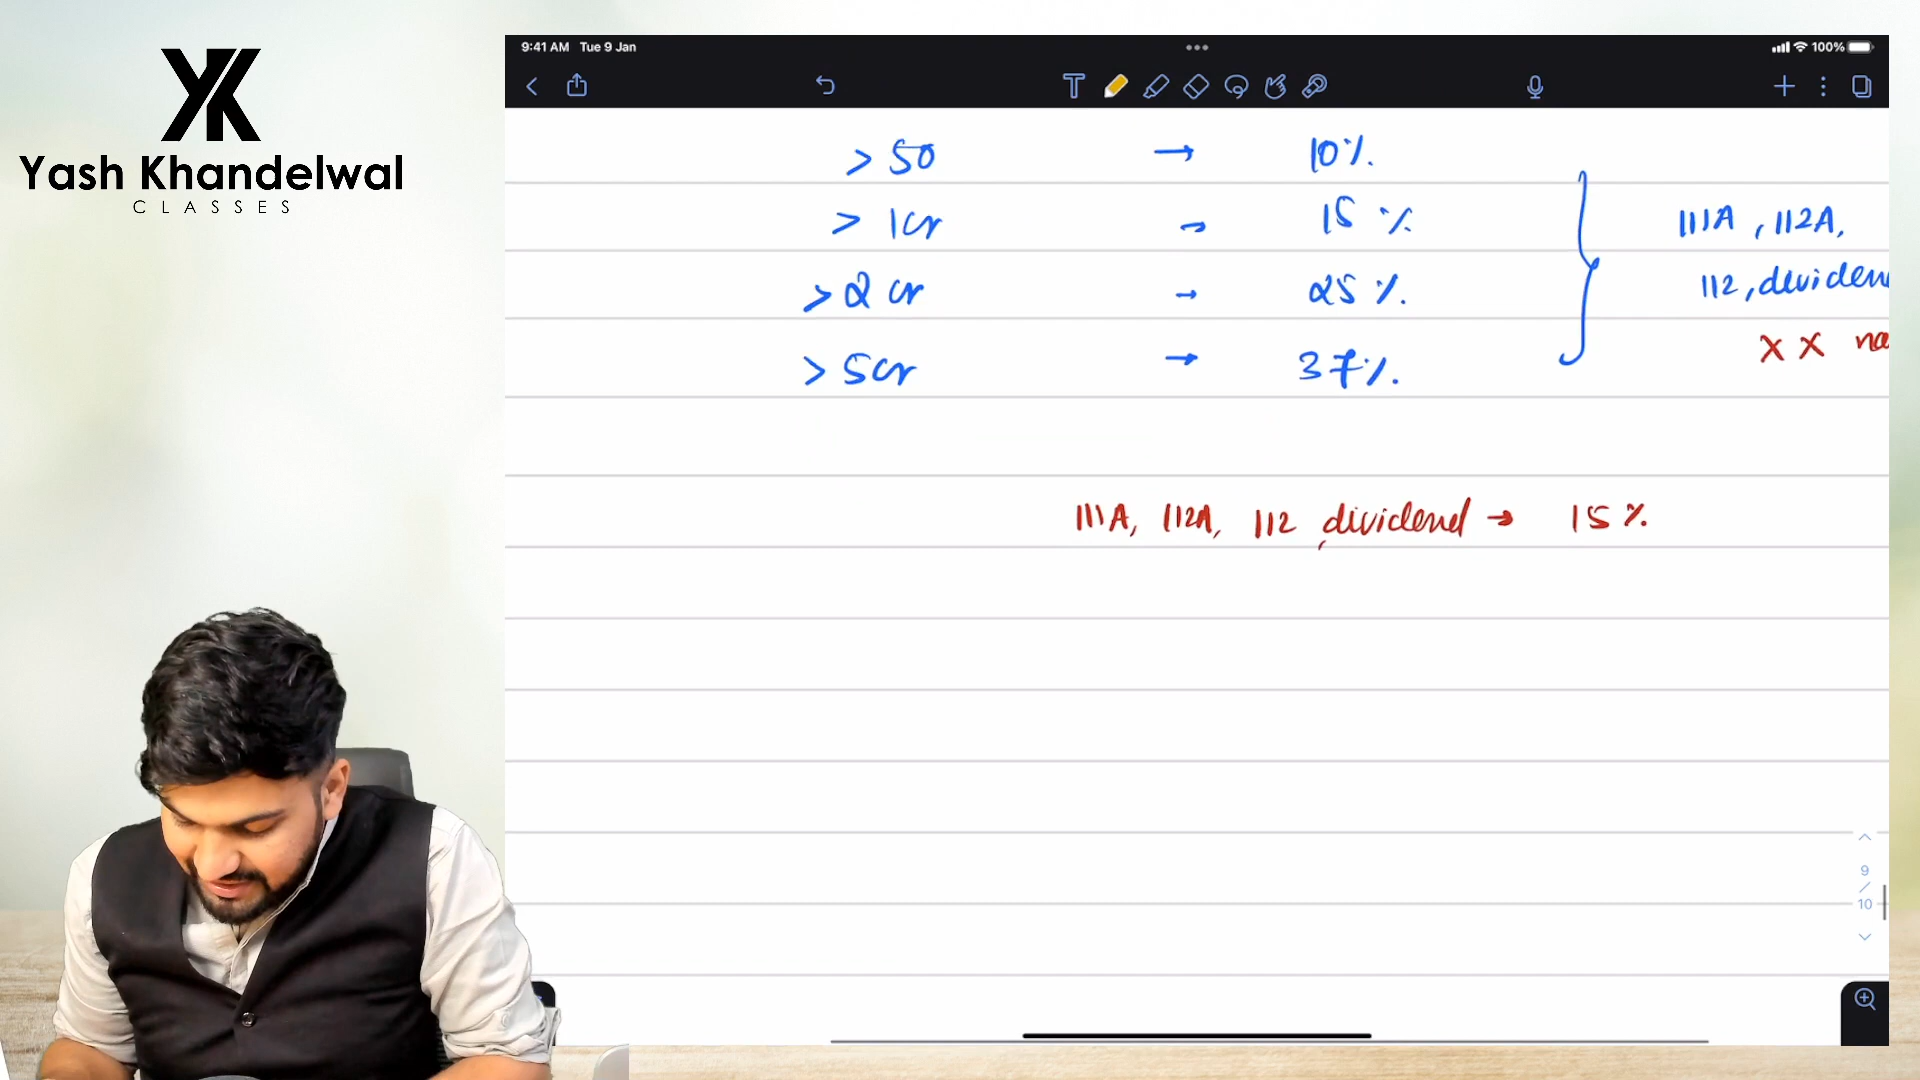 YK
Yash Khandelwal
CLASSES
9:41 AM Tue 9 Jan
100%
T
> 50 → 10%
> 1cr → 15 %
> 2 cr → 25 %
> 5cr → 37%
111A, 112A,
112, dividen
X X
111A, 112A, 112, dividend → 15 %
9
/
10